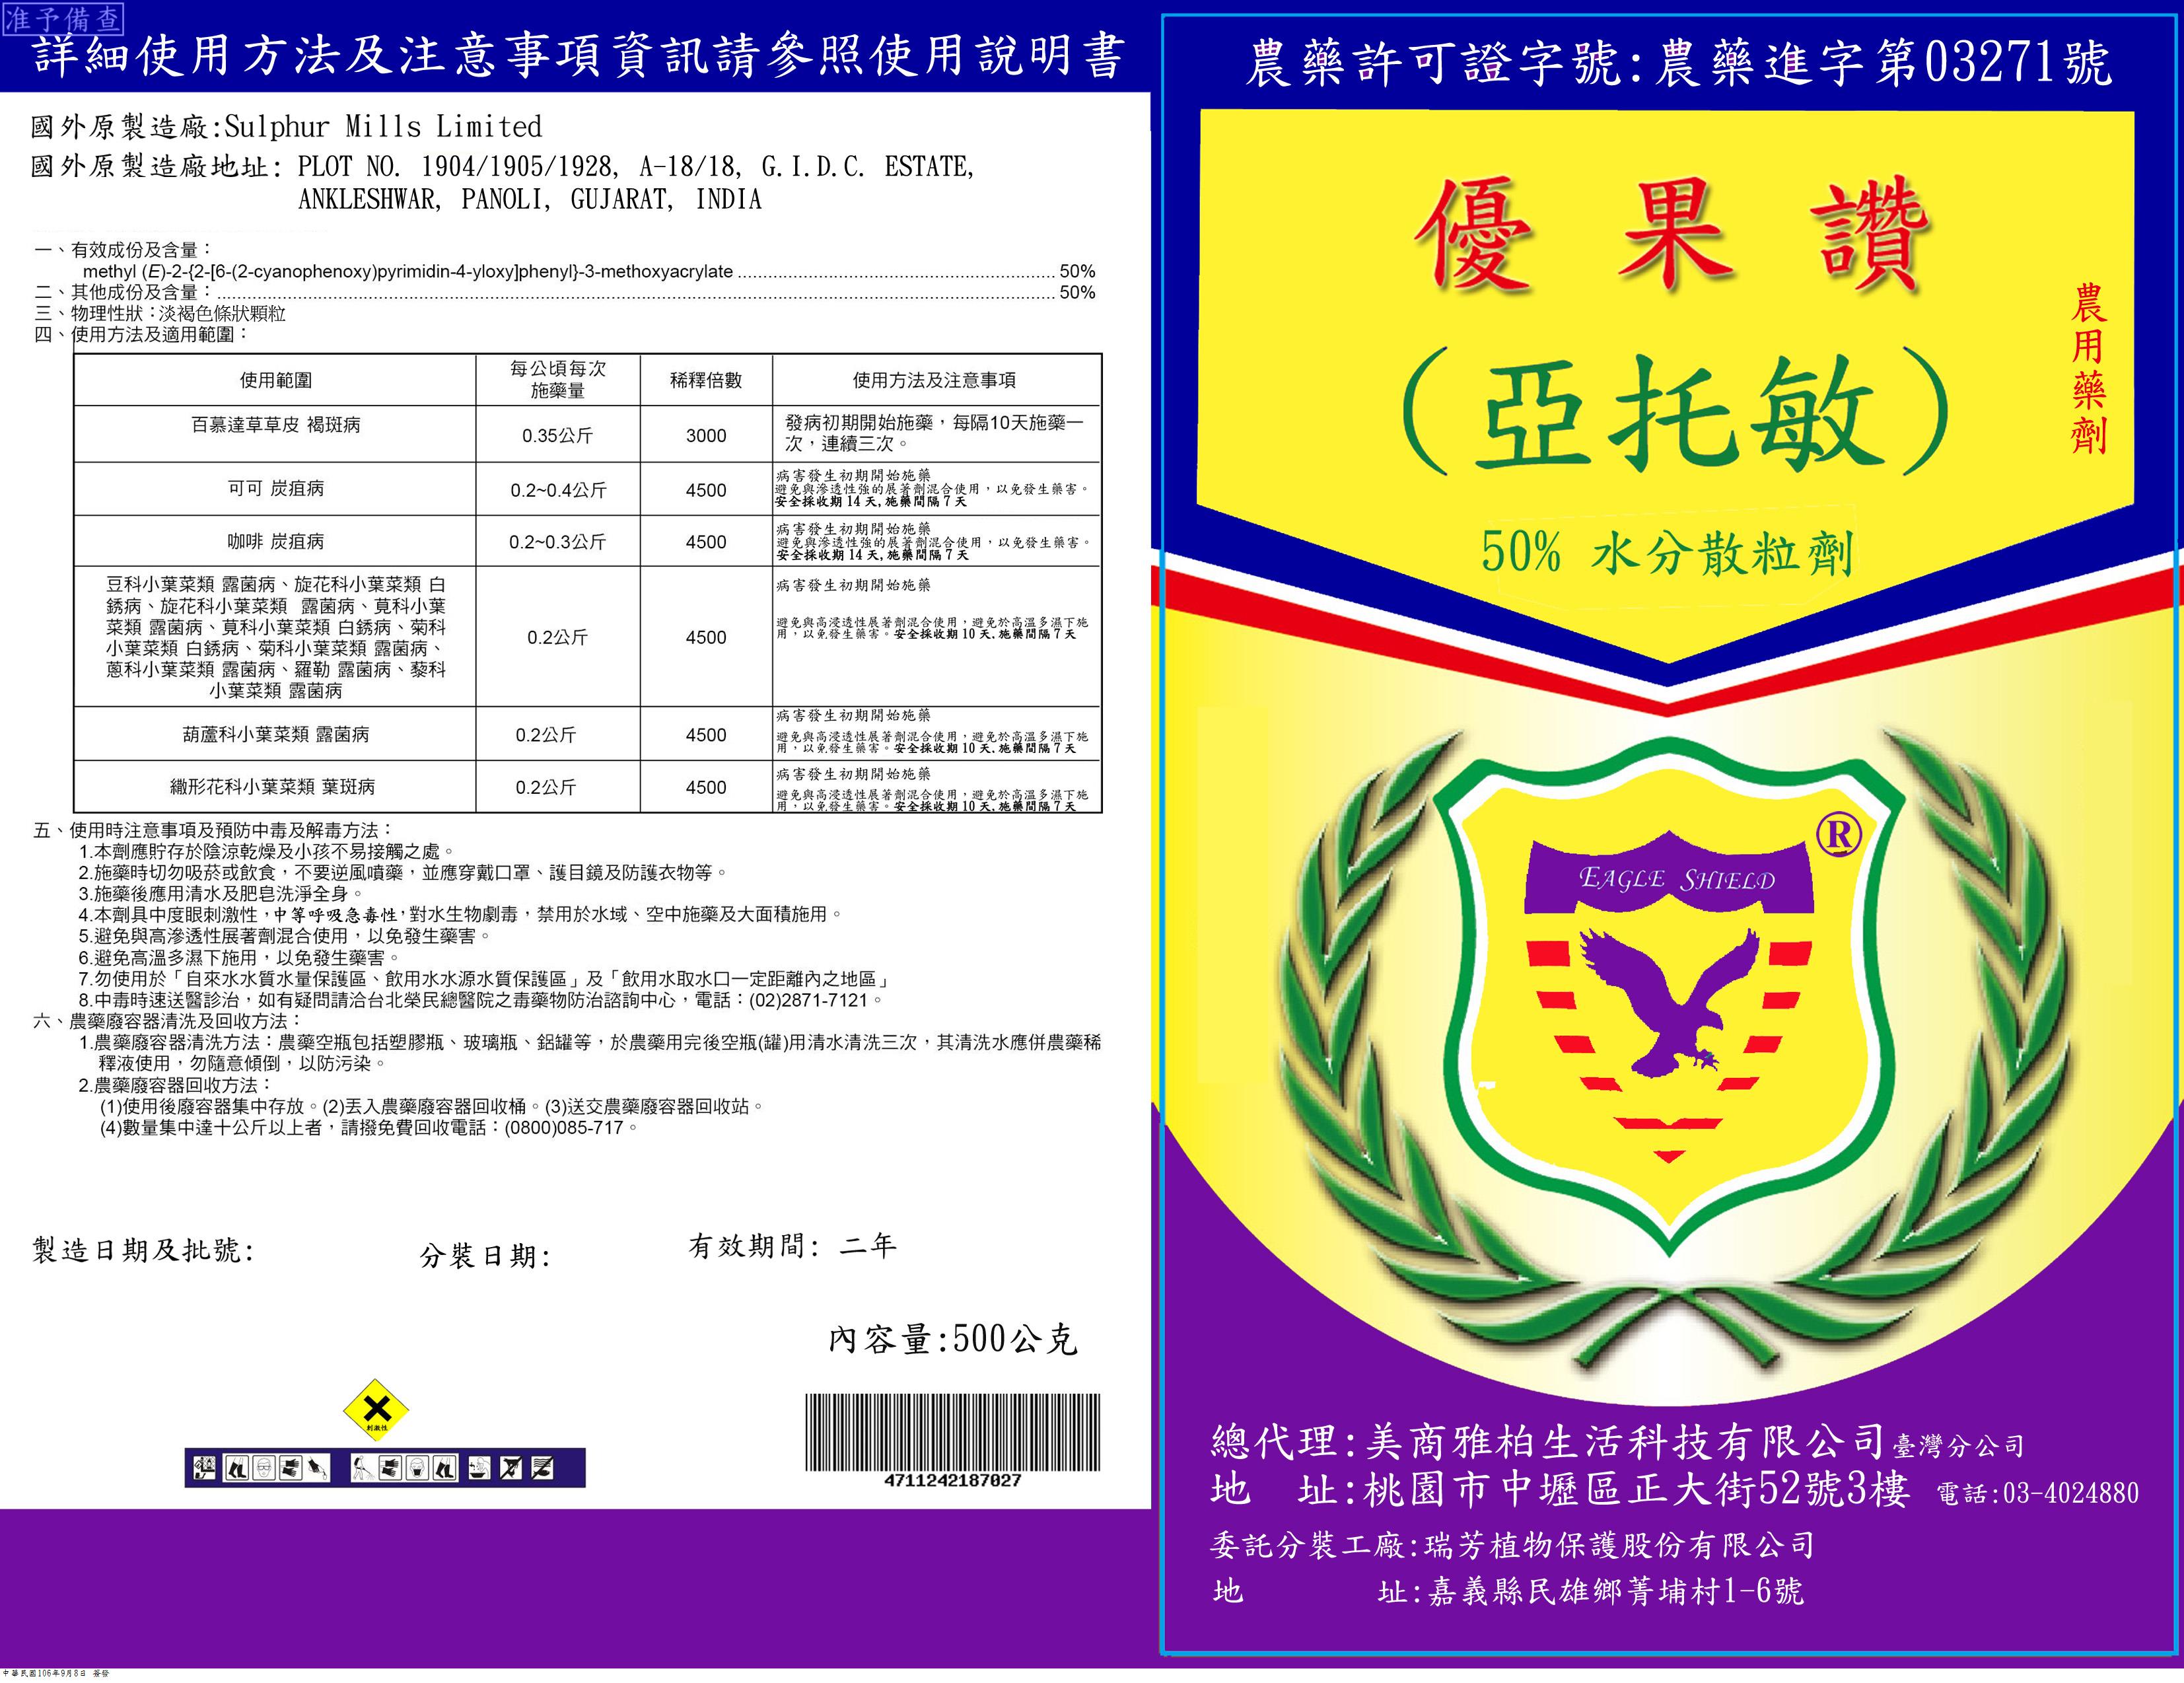 准予備查
詳細使用方法及注意事項資訊請參照使用說明書
國外原製造廠:Sulphur Mills Limited
國外原製造廠地址: PLOT NO. 1904/1905/1928, A-18/18, G.I.D.C. ESTATE,
ANKLESHWAR, PANOLI, GUJARAT, INDIA
一、有效成份及含量：
methyl (E)-2-{2-[6-(2-cyanophenoxy)pyrimidin-4-yloxy]phenyl}-3-methoxyacrylate ........ 50%
二、其他成份及含量：........ 50%
三、物理性狀：淡褐色條狀顆粒
四、使用方法及適用範圍：
使用範圍 每公頃每次施藥量 稀釋倍數 使用方法及注意事項
百慕達草草皮 褐斑病 0.35公斤 3000 發病初期開始施藥，每隔10天施藥一
次，連續三次。
可可 炭疽病 0.2~0.4公斤 4500 病害發生初期開始施藥
避免與滲透性強的展著劑混合使用，以免發生藥害。
安全採收期 14 天, 施藥間隔 7 天
咖啡 炭疽病 0.2~0.3公斤 4500 病害發生初期開始施藥
避免與滲透性強的展著劑混合使用，以免發生藥害。
安全採收期 14 天, 施藥間隔 7 天
豆科小葉菜類 露菌病、旋花科小葉菜類 白
銹病、旋花科小葉菜類 露菌病、莧科小葉
菜類 露菌病、莧科小葉菜類 白銹病、菊科
小葉菜類 白銹病、菊科小葉菜類 露菌病、
蔥科小葉菜類 露菌病、羅勒 露菌病、藜科
小葉菜類 露菌病
0.2公斤 4500 病害發生初期開始施藥
避免與高浸透性展著劑混合使用，避免於高溫多濕下施
用，以免發生藥害。安全採收期 10 天, 施藥間隔 7 天
葫蘆科小葉菜類 露菌病 0.2公斤 4500 病害發生初期開始施藥
避免與高浸透性展著劑混合使用，避免於高溫多濕下施
用，以免發生藥害。安全採收期 10 天, 施藥間隔 7 天
繖形花科小葉菜類 葉斑病 0.2公斤 4500 病害發生初期開始施藥
避免與高浸透性展著劑混合使用，避免於高溫多濕下施
用，以免發生藥害。安全採收期 10 天, 施藥間隔 7 天
五、使用時注意事項及預防中毒及解毒方法：
1.本劑應貯存於陰涼乾燥及小孩不易接觸之處。
2.施藥時切勿吸菸或飲食，不要逆風噴藥，並應穿戴口罩、護目鏡及防護衣物等。
3.施藥後應用清水及肥皂洗淨全身。
4.本劑具中度眼刺激性，中等呼吸急毒性，對水生物劇毒，禁用於水域、空中施藥及大面積施用。
5.避免與高滲透性展著劑混合使用，以免發生藥害。
6.避免高溫多濕下施用，以免發生藥害。
7.勿使用於「自來水水質水量保護區、飲用水水源水質保護區」及「飲用水取水口一定距離內之地區」
8.中毒時速送醫診治，如有疑問請洽台北榮民總醫院之毒藥物防治諮詢中心，電話：(02)2871-7121。
六、農藥廢容器清洗及回收方法：
1.農藥廢容器清洗方法：農藥空瓶包括塑膠瓶、玻璃瓶、鋁罐等，於農藥用完後空瓶(罐)用清水清洗三次，其清洗水應併農藥稀
釋液使用，勿隨意傾倒，以防污染。
2.農藥廢容器回收方法：
(1)使用後廢容器集中存放。(2)丟入農藥廢容器回收桶。(3)送交農藥廢容器回收站。
(4)數量集中達十公斤以上者，請撥免費回收電話：(0800)085-717。
製造日期及批號: 分裝日期: 有效期間: 二年
內容量:500公克
刺激性
4711242187027
中華民國106年9月8日 簽發
農藥許可證字號:農藥進字第03271號
優果讚
農用藥劑
(亞托敏)
50% 水分散粒劑
®
EAGLE SHIELD
總代理:美商雅柏生活科技有限公司臺灣分公司
地 址:桃園市中壢區正大街52號3樓 電話:03-4024880
委託分裝工廠:瑞芳植物保護股份有限公司
地 址:嘉義縣民雄鄉菁埔村1-6號